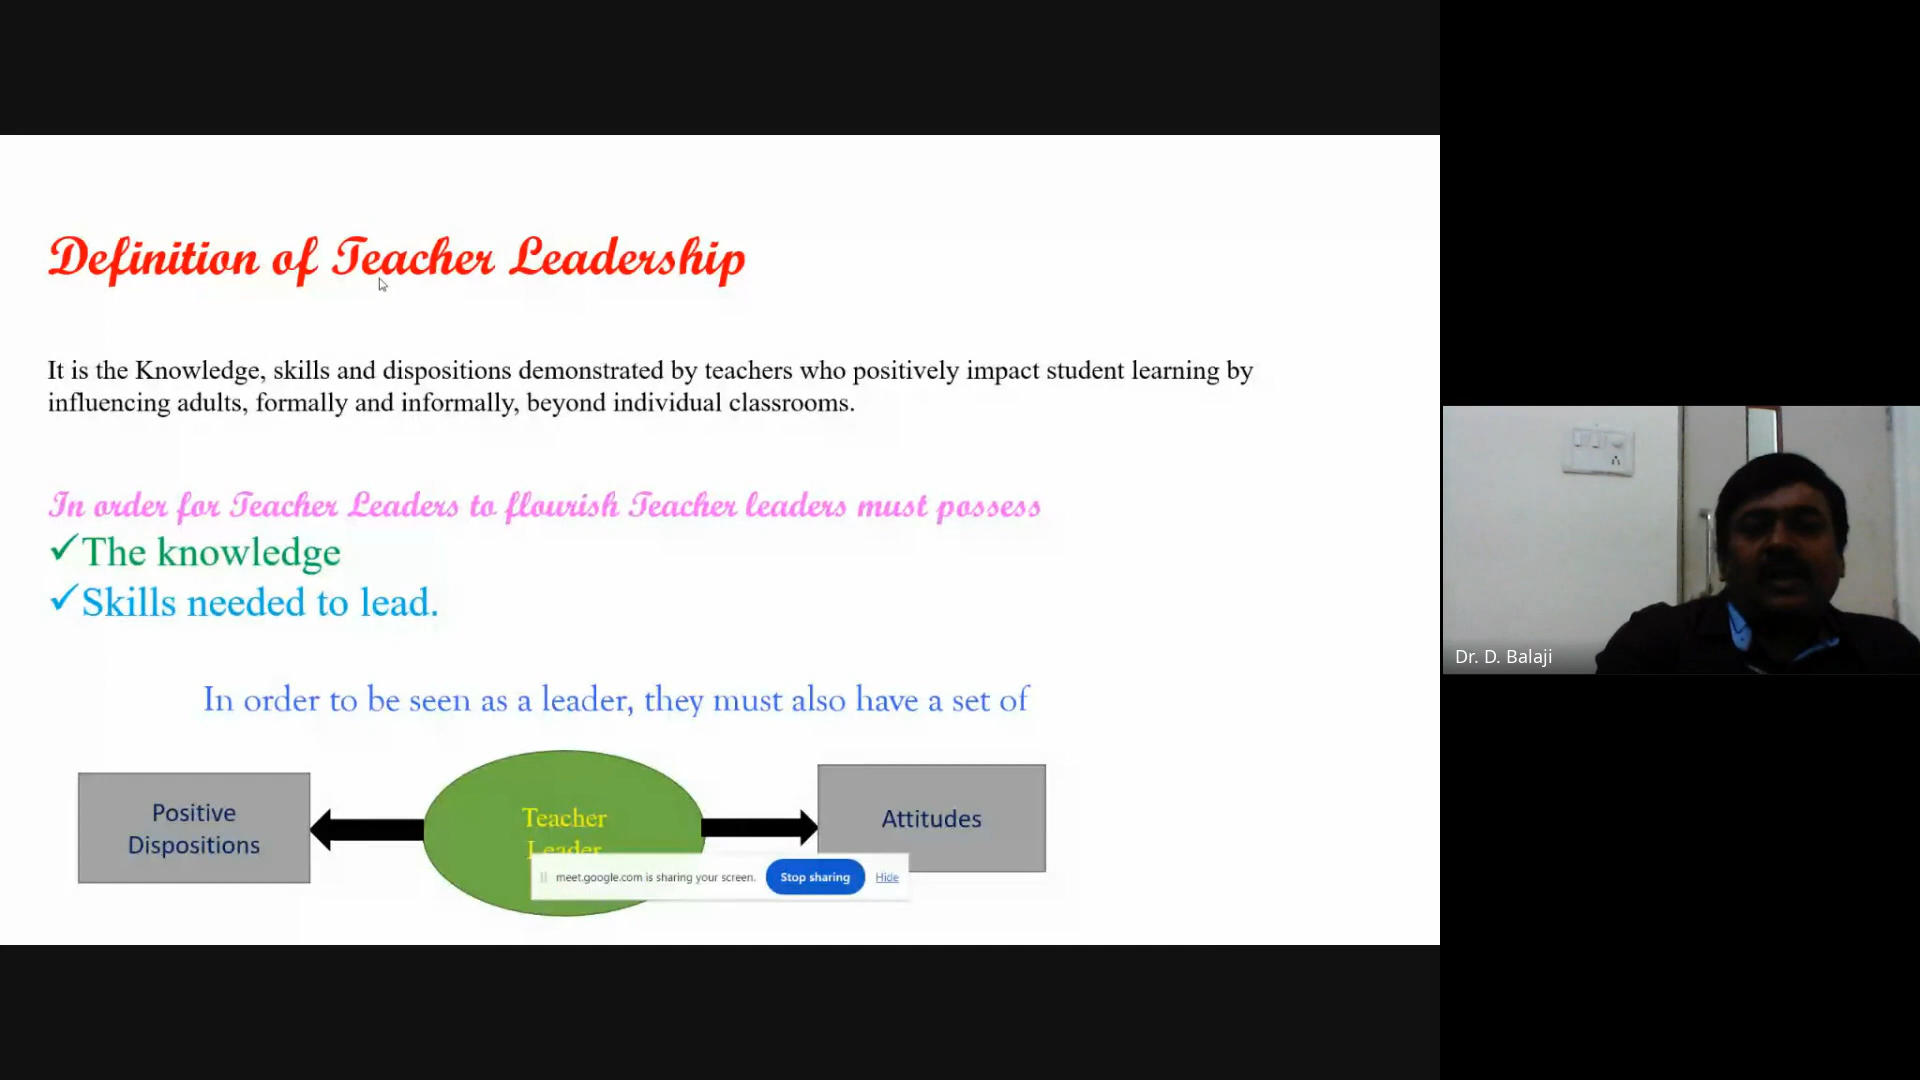 Definition of Teacher Leadership
It is the Knowledge, skills and dispositions demonstrated by teachers who positively impact student learning by
influencing adults, formally and informally, beyond individual classrooms.
In order for Teacher Leaders to flourish Teacher leaders must possess
✓The knowledge
✓Skills needed to lead.
In order to be seen as a leader, they must also have a set of
Positive
Dispositions
Teacher
Leader
Attitudes
meet.google.com is sharing your screen.
Stop sharing
Hide
Dr. D. Balaji